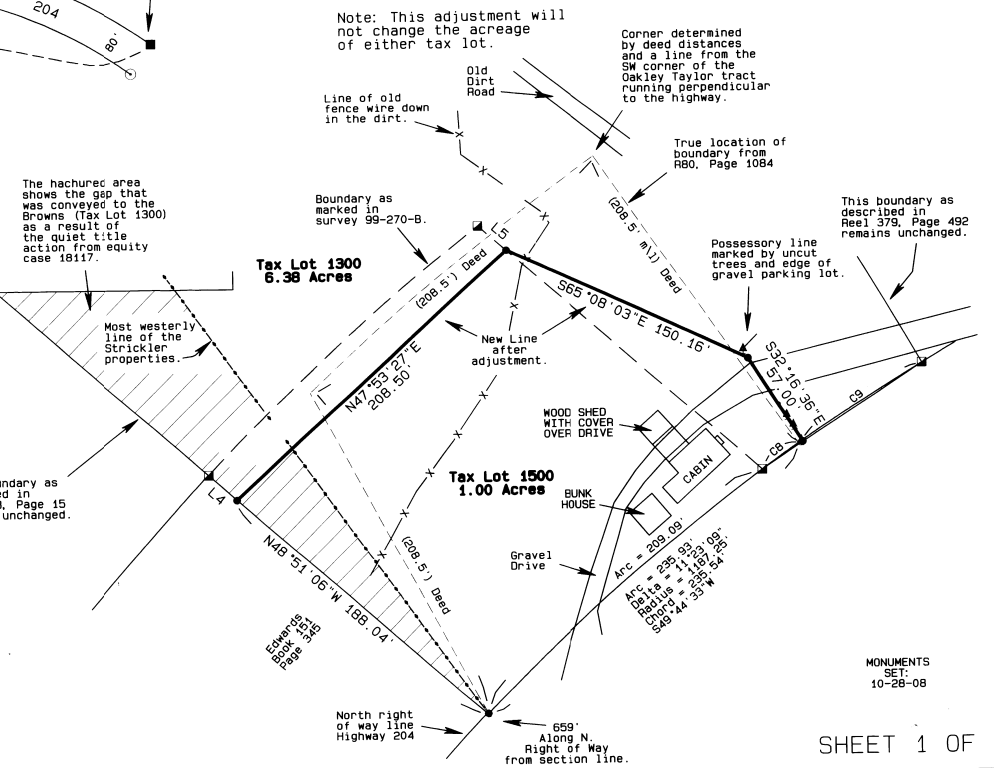 204
80'
Note: This adjustment will
not change the acreage
of either tax lot.
Corner determined
by deed distances
and a line from the
SW corner of the
Oakley Taylor tract
running perpendicular
to the highway.
Old
Dirt
Road
Line of old
fence wire down
in the dirt.
True location of
boundary from
R80, Page 1084
The hachured area
shows the gap that
was conveyed to the
Browns (Tax Lot 1300)
as a result of
the quiet title
action from equity
case 18117.
Boundary as
marked in
survey 99-270-B.
This boundary as
described in
Reel 379, Page 492
remains unchanged.
(208.5' m\l) Deed
L5
Possessory line
marked by uncut
trees and edge of
gravel parking lot.
Tax Lot 1300
6.38 Acres
(208.5') Deed
S65°08'03"E 150.16'
Most westerly
line of the
Strickler
properties.
New Line
after
adjustment.
N47°53'27"E
208.50'
S32°16'36"E
57.00'
C9
C8
WOOD SHED
WITH COVER
OVER DRIVE
CABIN
Tax Lot 1500
1.00 Acres
BUNK
HOUSE
undary as
ed in
, Page 15
unchanged.
L4
N48°51'06"W 188.04'
(208.5') Deed
Gravel
Drive
Arc = 209.09'
Arc = 235.93'
Delta = 11°23'09"
Radius = 1187.25'
Chord = 235.54'
S49°44'33"W
Edwards
Book 151
Page 345
MONUMENTS
SET:
10-28-08
North right
of way line
Highway 204
659'
Along N.
Right of Way
from section line.
SHEET 1 OF